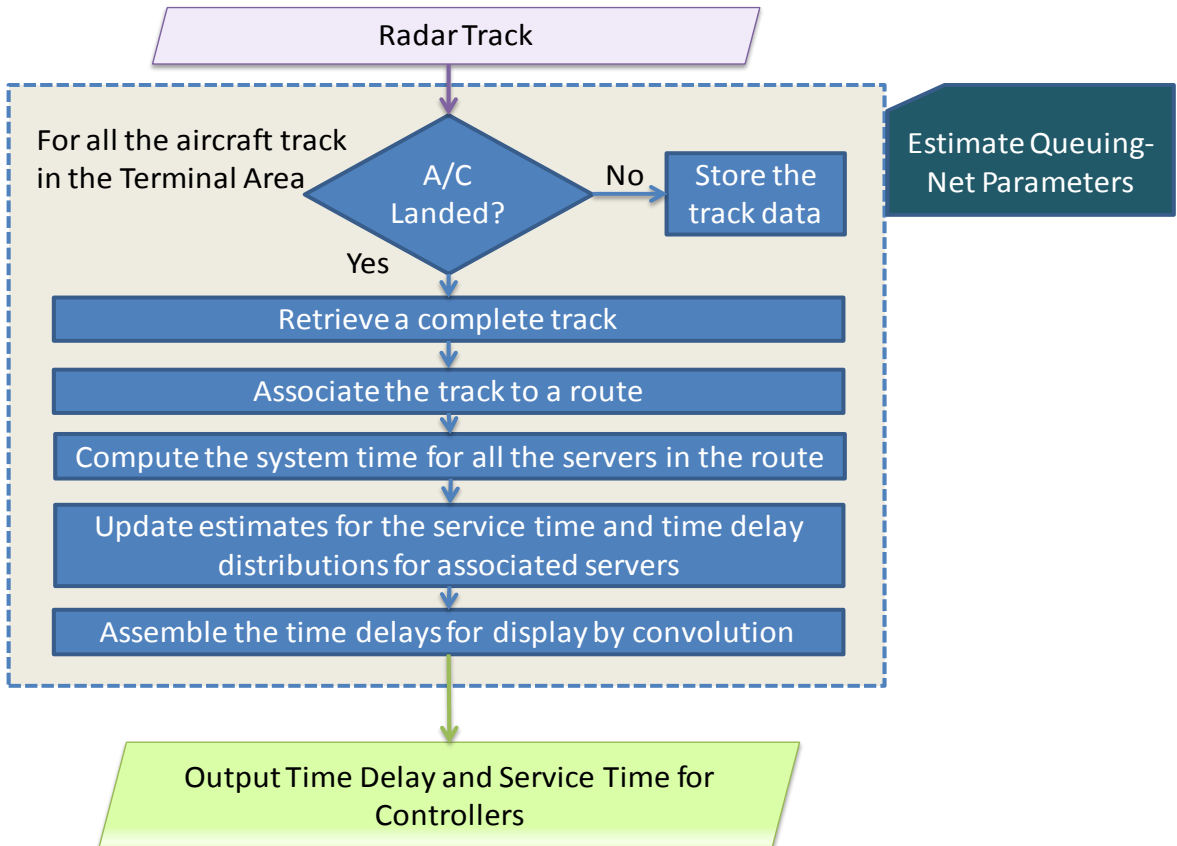 Radar Track
For all the aircraft track
in the Terminal Area
A/C
Landed?
No
Store the
track data
Estimate Queuing-
Net Parameters
Yes
Retrieve a complete track
Associate the track to a route
Compute the system time for all the servers in the route
Update estimates for the service time and time delay
distributions for associated servers
Assemble the time delays for display by convolution
Output Time Delay and Service Time for
Controllers